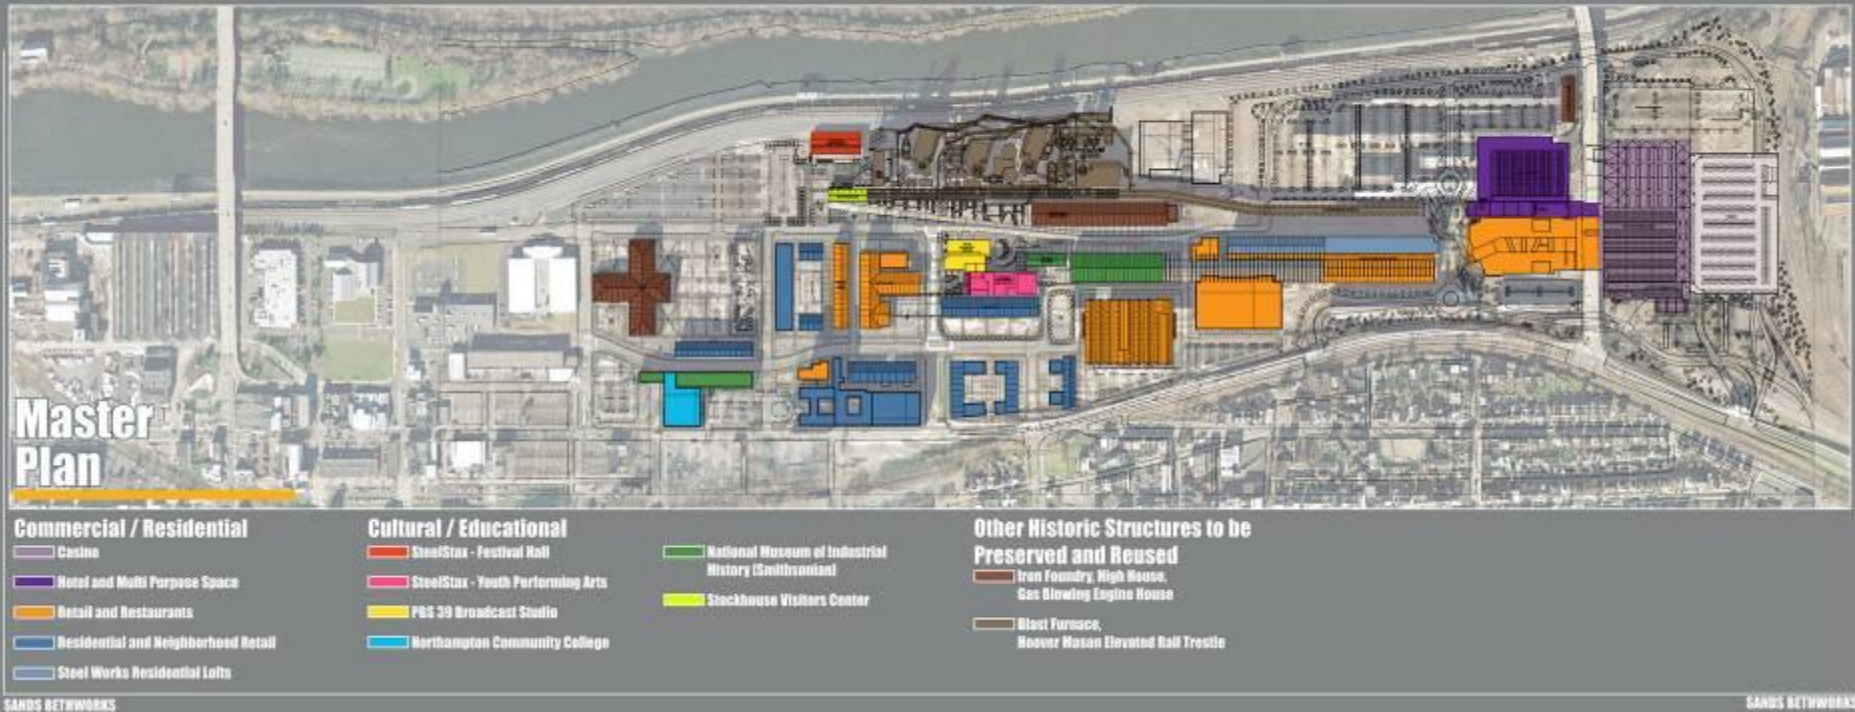 Master
Plan
Commercial / Residential
Casino
Hotel and Multi Purpose Space
Retail and Restaurants
Residential and Neighborhood Retail
Steel Works Residential Lofts
Cultural / Educational
SteelStax - Festival Hall
SteelStax - Youth Performing Arts
PBS 39 Broadcast Studio
Northampton Community College
National Museum of Industrial
History (Smithsonian)
Stockhouse Visitors Center
Other Historic Structures to be
Preserved and Reused
Iron Foundry, High House,
Gas Blowing Engine House
Blast Furnace,
Hoover Mason Elevated Rail Trestle
SANDS BETHWORKS
SANDS BETHWORKS